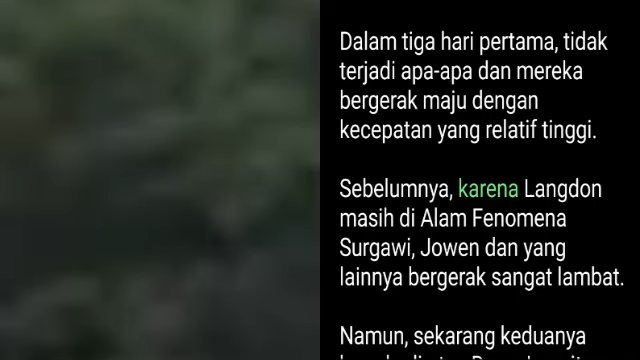 Dalam tiga hari pertama, tidak
terjadi apa-apa dan mereka
bergerak maju dengan
kecepatan yang relatif tinggi.
Sebelumnya, karena Langdon
masih di Alam Fenomena
Surgawi, Jowen dan yang
lainnya bergerak sangat lambat.
Namun, sekarang keduanya